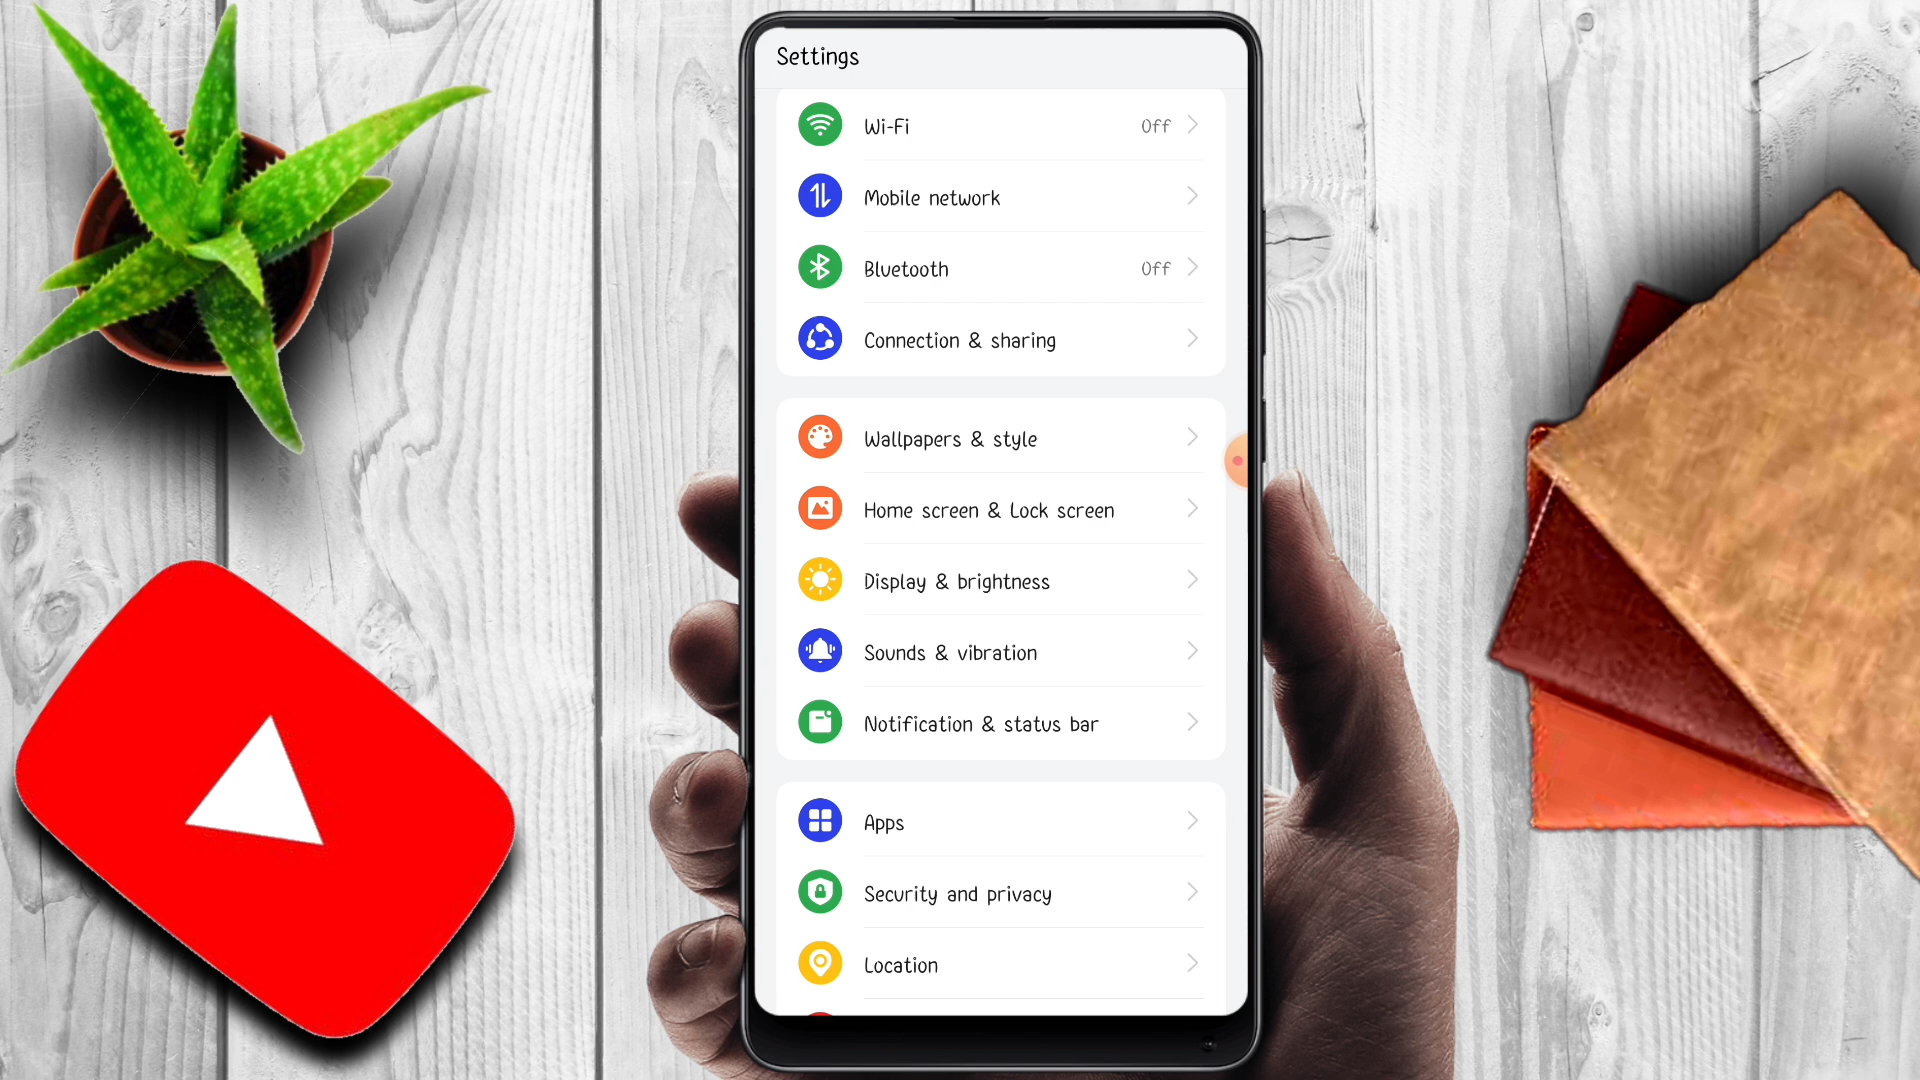 Settings
Wi-Fi Off
Mobile network
Bluetooth Off
Connection & sharing
Wallpapers & style
Home screen & Lock screen
Display & brightness
Sounds & vibration
Notification & status bar
Apps
Security and privacy
Location